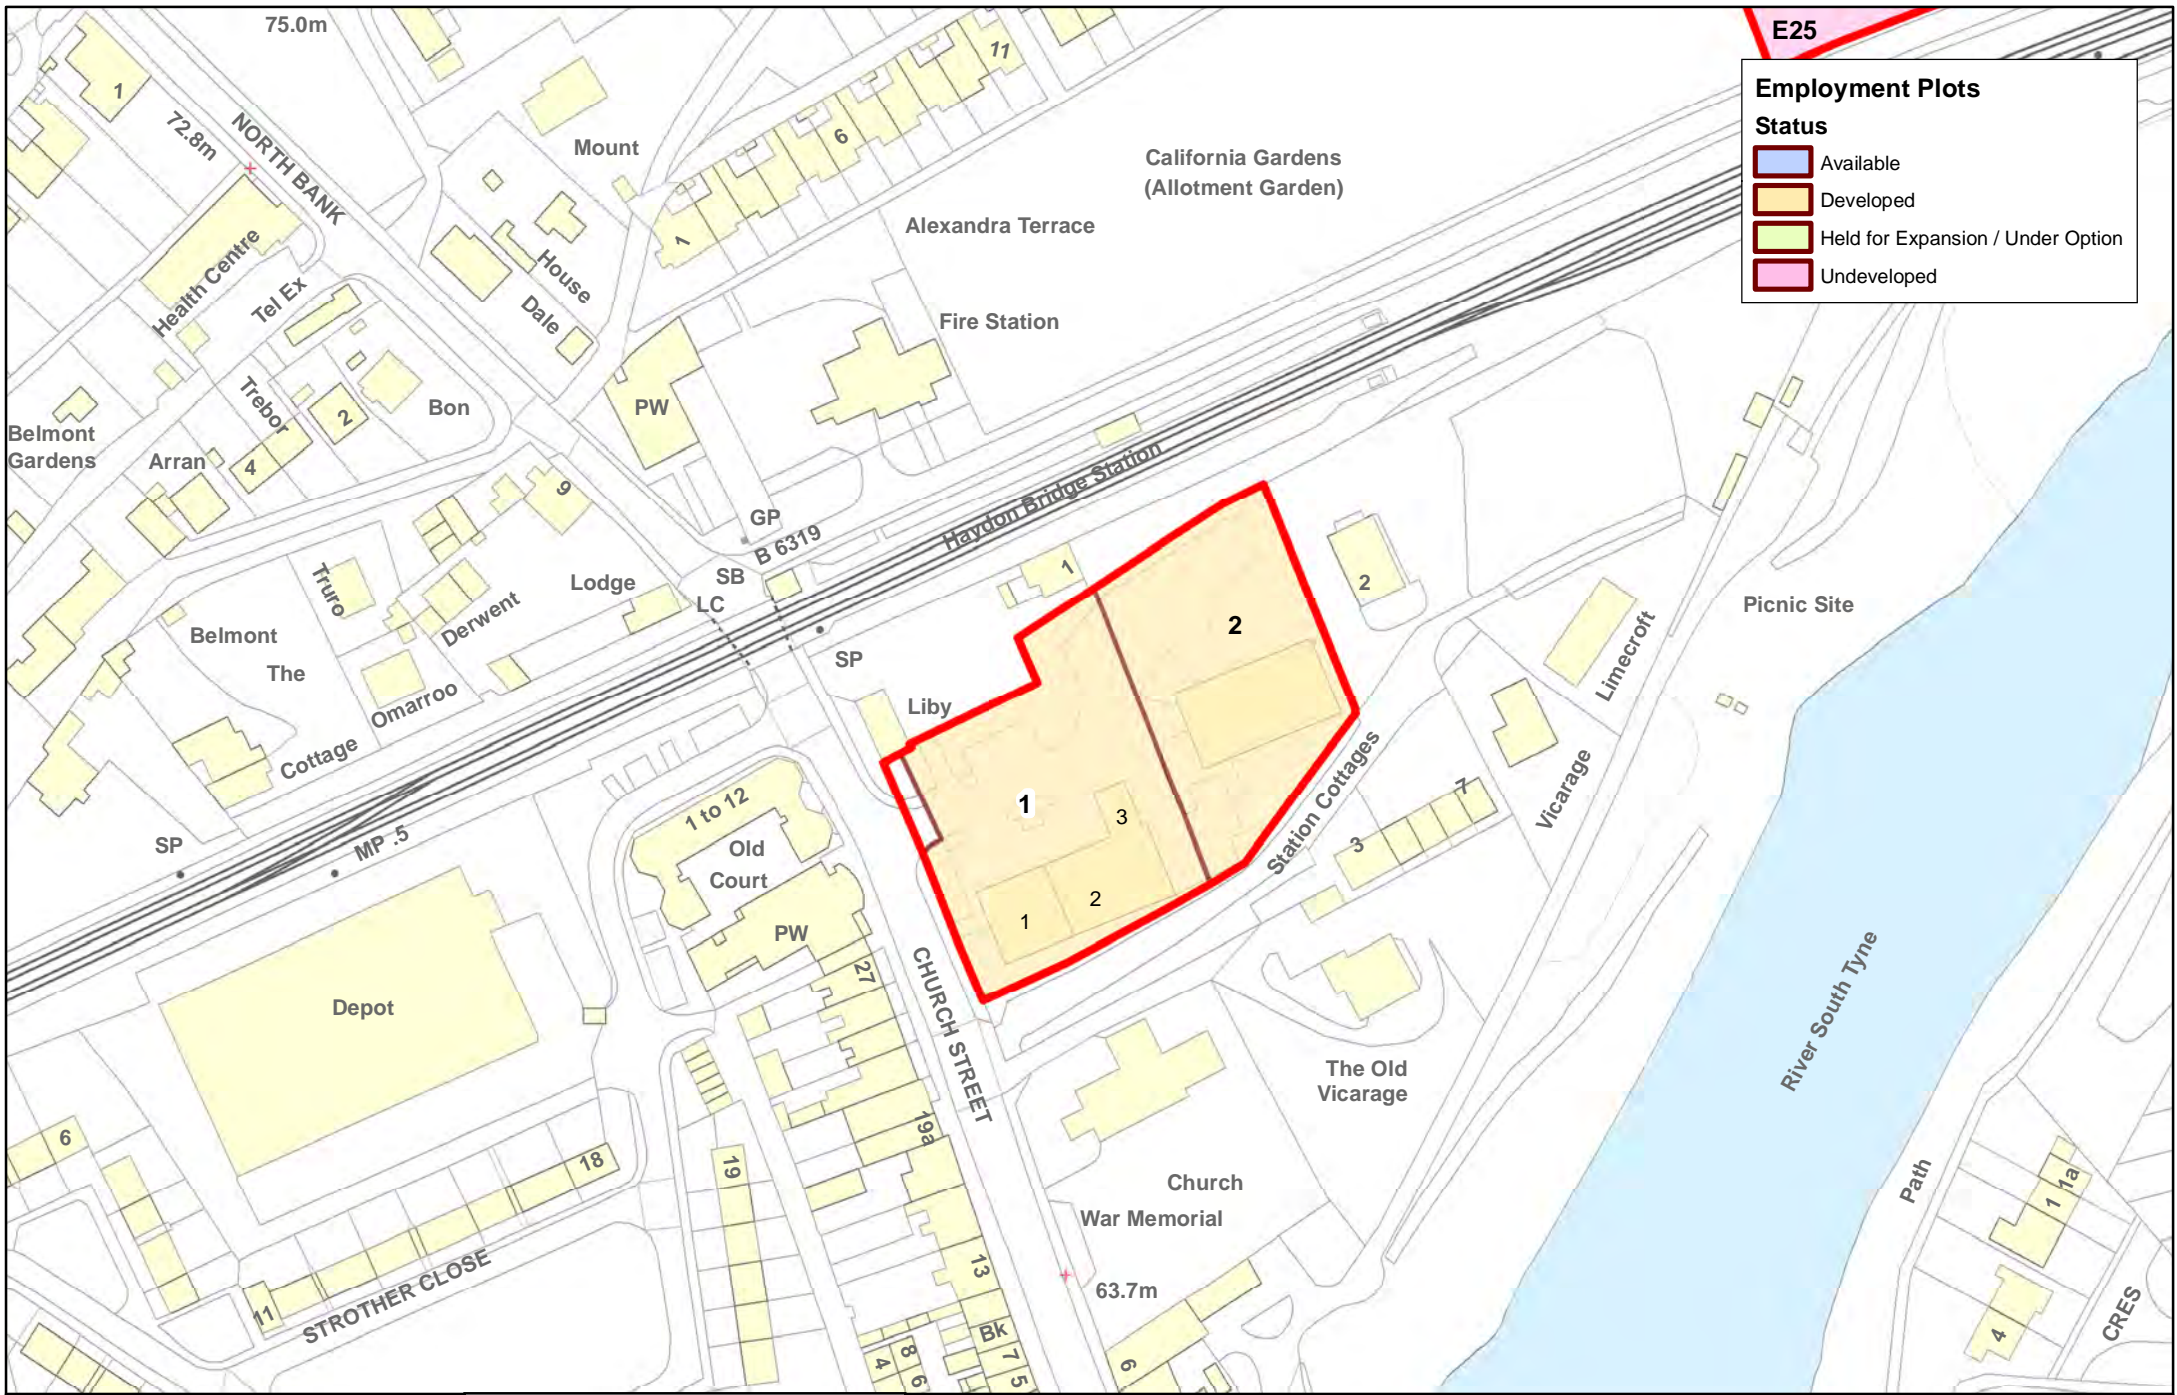 75.0m
E25
Employment Plots
Status
Available
Developed
Held for Expansion / Under Option
Undeveloped
1
72.8m
NORTH BANK
Mount
11
6
1
California Gardens
(Allotment Garden)
Alexandra Terrace
Health Centre
Tel Ex
House
Dale
Fire Station
PW
Trebor
2
Bon
Belmont
Gardens
Arran
4
9
GP
B 6319
Haydon Bridge Station
SB
LC
Lodge
Truro
Derwent
Belmont
The
Omarroo
Cottage
SP
Liby
1
2
2
Picnic Site
Limecroft
Vicarage
Station Cottages
7
3
1
3
2
1
1 to 12
Old
Court
PW
SP
MP .5
Depot
27
CHURCH STREET
19a
The Old
Vicarage
River South Tyne
6
18
19
Church
War Memorial
63.7m
13
11
STROTHER CLOSE
Bk
7
5
8
6
4
6
Path
1a
1
4
CRES